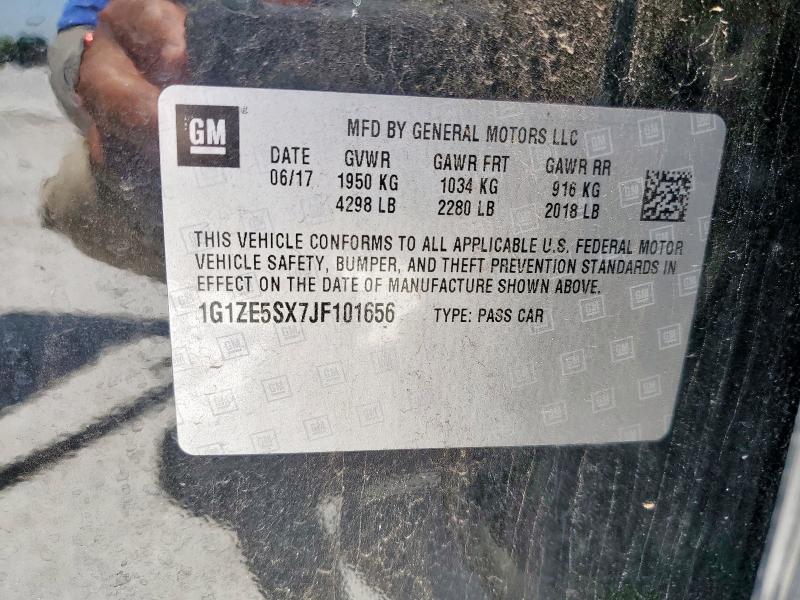 GM
MFD BY GENERAL MOTORS LLC
DATE GVWR GAWR FRT GAWR RR
06/17 1950 KG 1034 KG 916 KG
4298 LB 2280 LB 2018 LB
THIS VEHICLE CONFORMS TO ALL APPLICABLE U.S. FEDERAL MOTOR
VEHICLE SAFETY, BUMPER, AND THEFT PREVENTION STANDARDS IN
EFFECT ON THE DATE OF MANUFACTURE SHOWN ABOVE.
1G1ZE5SX7JF101656 TYPE: PASS CAR